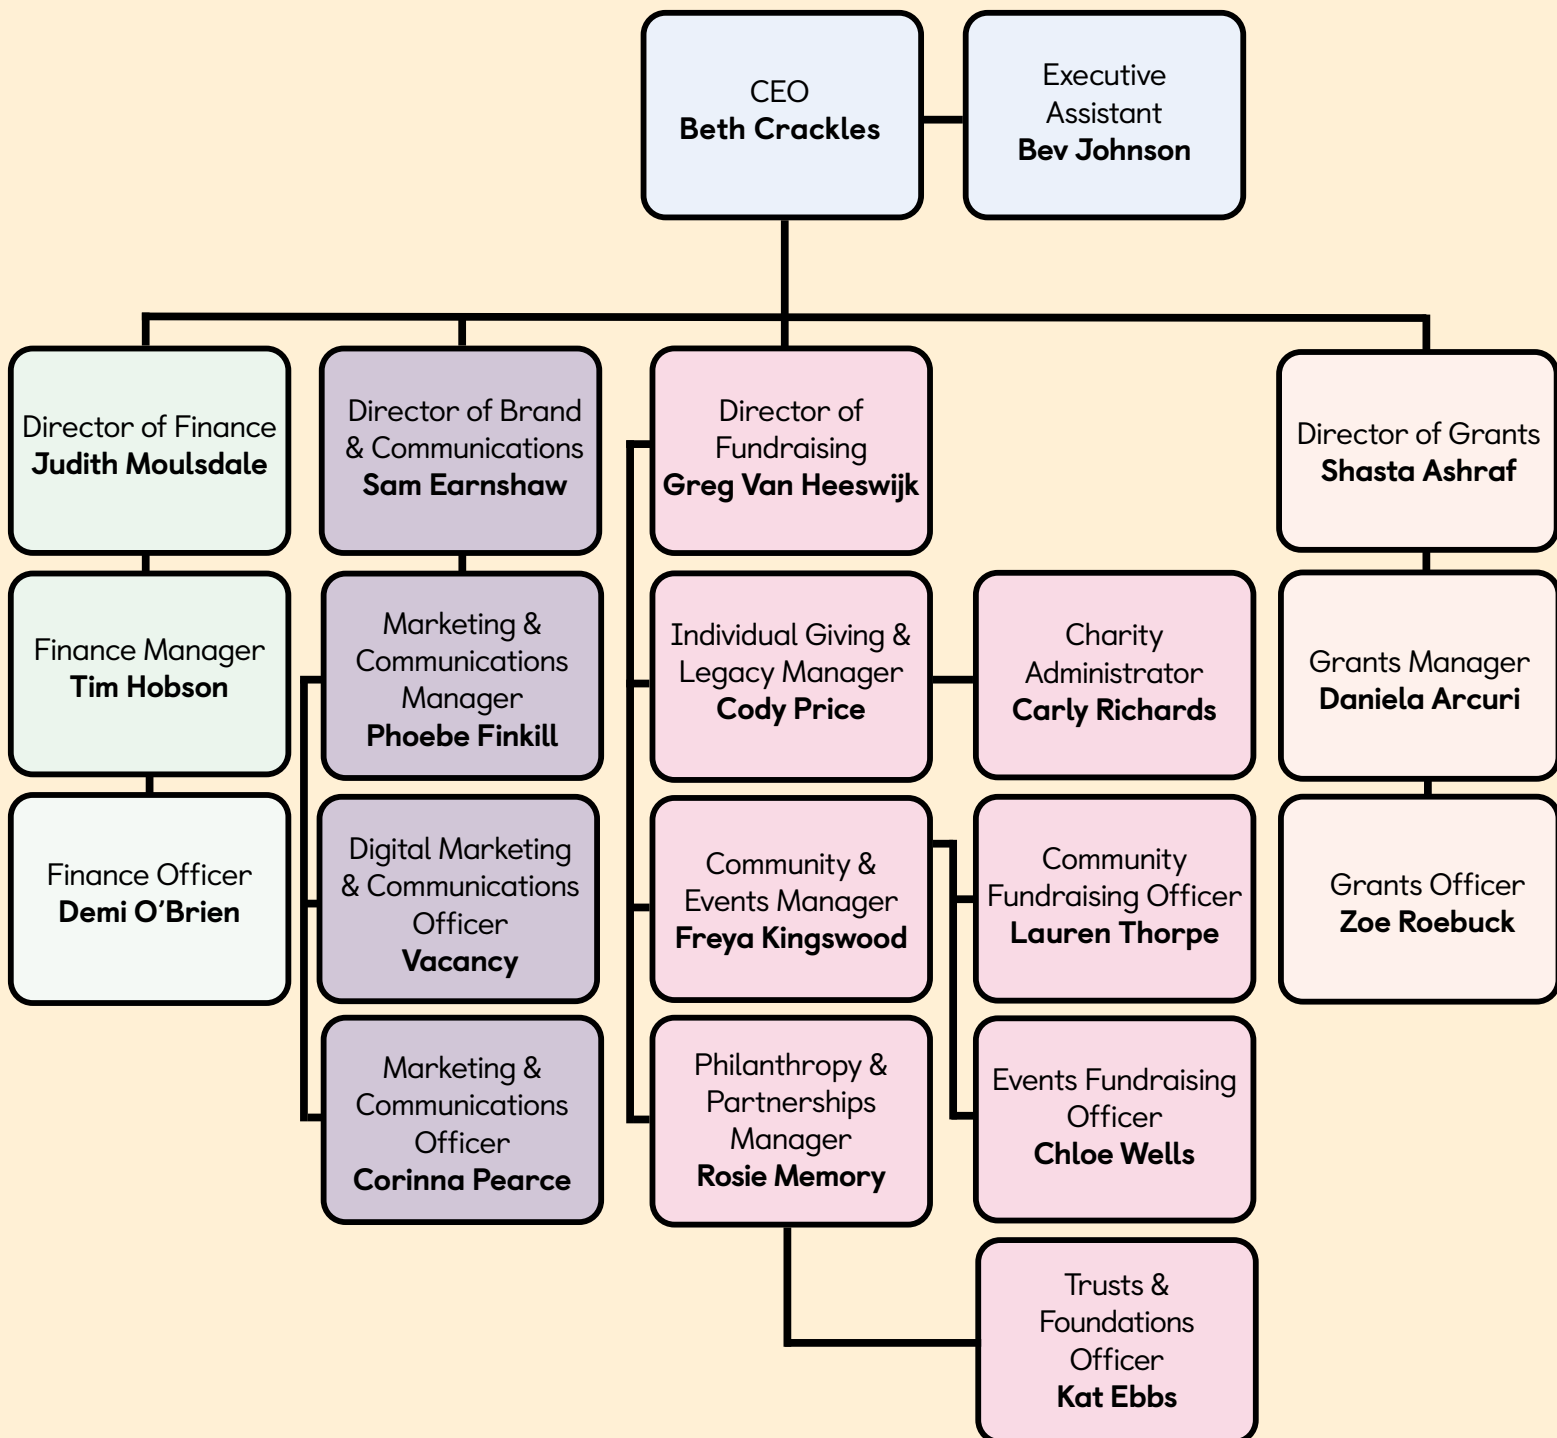 CEO
Beth Crackles
Executive
Assistant
Bev Johnson
Director of Finance
Judith Moulsdale
Director of Brand
& Communications
Sam Earnshaw
Director of
Fundraising
Greg Van Heeswijk
Director of Grants
Shasta Ashraf
Finance Manager
Tim Hobson
Marketing &
Communications
Manager
Phoebe Finkill
Individual Giving &
Legacy Manager
Cody Price
Charity
Administrator
Carly Richards
Grants Manager
Daniela Arcuri
Finance Officer
Demi O’Brien
Digital Marketing
& Communications
Officer
Vacancy
Community &
Events Manager
Freya Kingswood
Community
Fundraising Officer
Lauren Thorpe
Grants Officer
Zoe Roebuck
Marketing &
Communications
Officer
Corinna Pearce
Philanthropy &
Partnerships
Manager
Rosie Memory
Events Fundraising
Officer
Chloe Wells
Trusts &
Foundations
Officer
Kat Ebbs